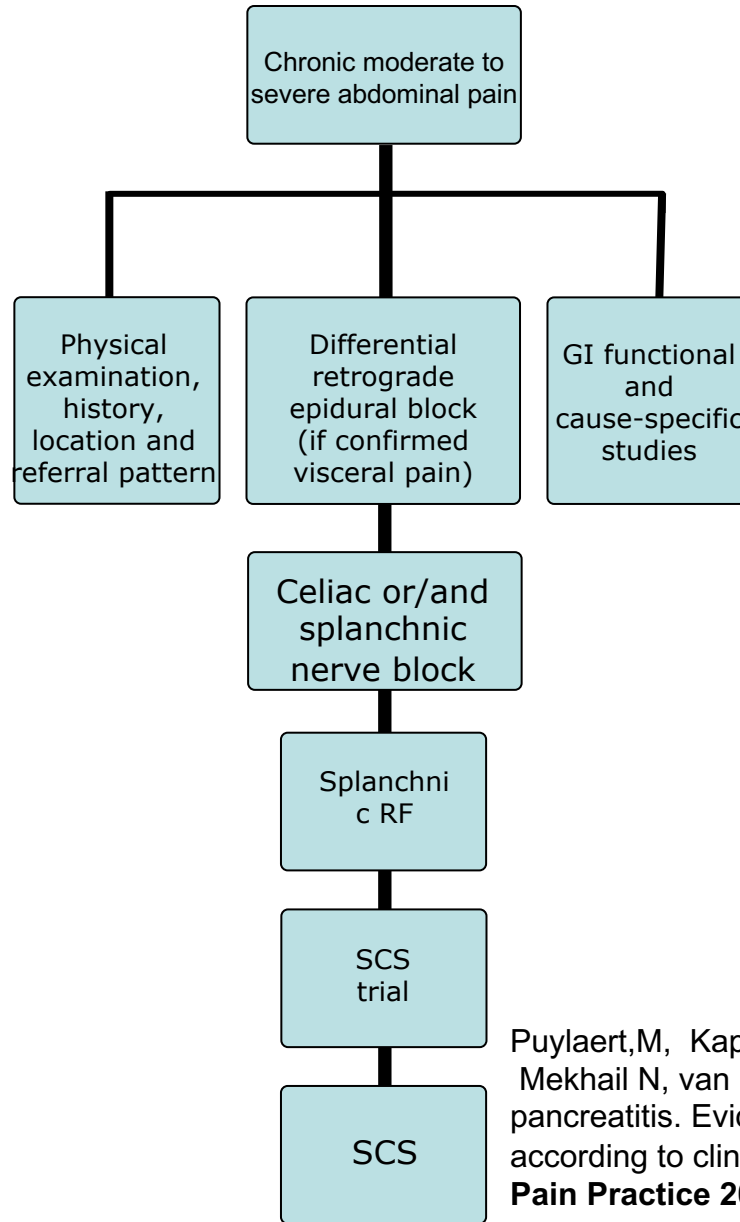 Chronic moderate to
severe abdominal pain
Physical
examination,
history,
location and
referral pattern
Differential
retrograde
epidural block
(if confirmed
visceral pain)
GI functional
and
cause-specific
studies
Celiac or/and
splanchnic
nerve block
Splanchni
c RF
SCS
trial
SCS
Puylaert,M, Kap
Mekhail N, van
pancreatitis. Evi
according to clin
Pain Practice 20